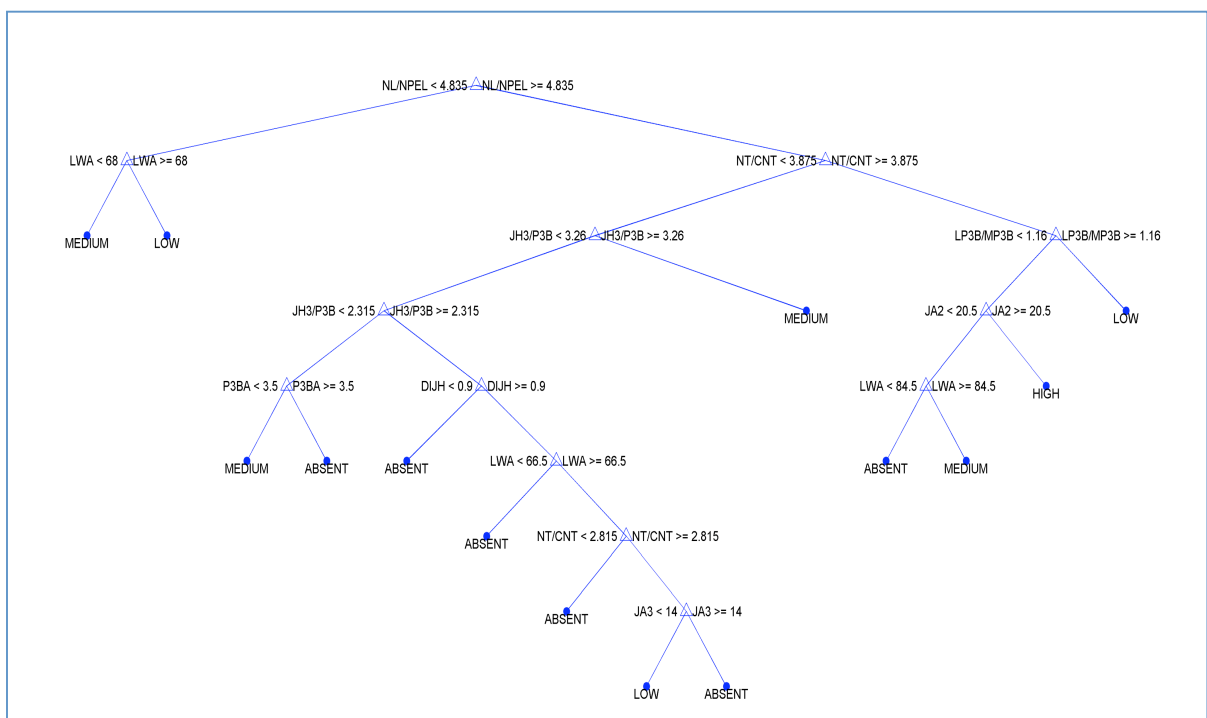 NL/NPEL < 4.835 NL/NPEL >= 4.835
LWA < 68 LWA >= 68
NT/CNT < 3.875 NT/CNT >= 3.875
MEDIUM
LOW
JH3/P3B < 3.26 JH3/P3B >= 3.26
LP3B/MP3B < 1.16 LP3B/MP3B >= 1.16
JH3/P3B < 2.315 JH3/P3B >= 2.315
MEDIUM
JA2 < 20.5 JA2 >= 20.5
LOW
P3BA < 3.5 P3BA >= 3.5
DIJH < 0.9 DIJH >= 0.9
LWA < 84.5 LWA >= 84.5
HIGH
MEDIUM
ABSENT
ABSENT
LWA < 66.5 LWA >= 66.5
ABSENT
MEDIUM
ABSENT
NT/CNT < 2.815 NT/CNT >= 2.815
ABSENT
JA3 < 14 JA3 >= 14
LOW
ABSENT